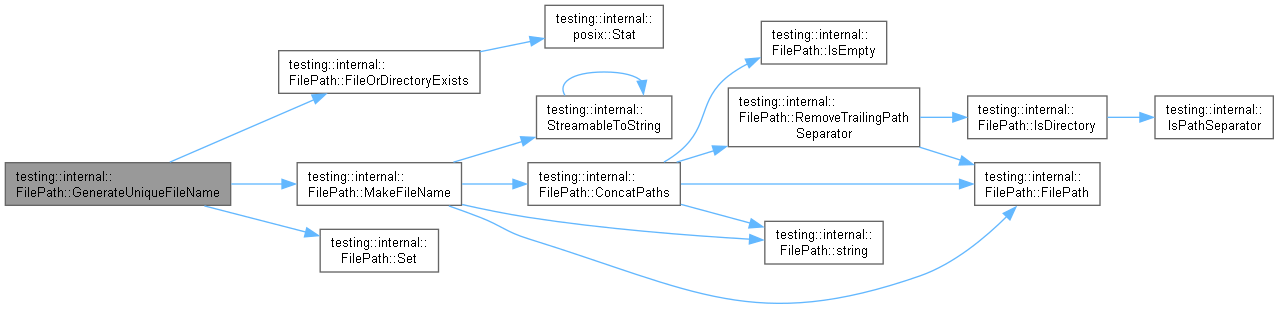 testing::internal::
FilePath::GenerateUniqueFileName
testing::internal::
FilePath::FileOrDirectoryExists
testing::internal::
posix::Stat
testing::internal::
FilePath::MakeFileName
testing::internal::
StreamableToString
testing::internal::
FilePath::ConcatPaths
testing::internal::
FilePath::IsEmpty
testing::internal::
FilePath::RemoveTrailingPath
Separator
testing::internal::
FilePath::IsDirectory
testing::internal::
IsPathSeparator
testing::internal::
FilePath::FilePath
testing::internal::
FilePath::string
testing::internal::
FilePath::Set